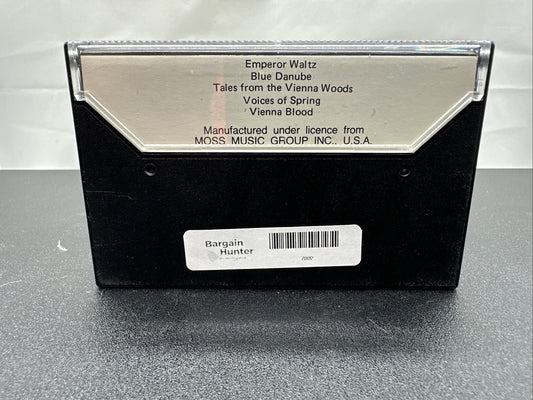 Emperor Waltz
Blue Danube
Tales from the Vienna Woods
Voices of Spring
Vienna Blood
Manufactured under licence from
MOSS MUSIC GROUP INC., U.S.A.
Bargain
Hunter